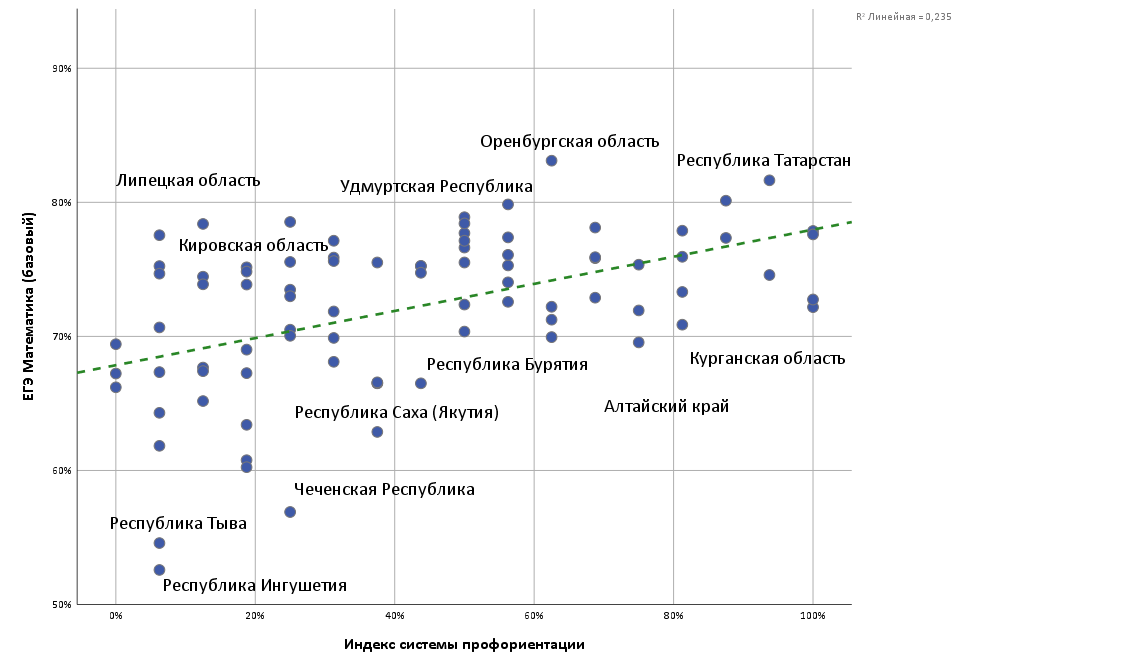 R² Линейная = 0,235
90%
Оренбургская область
Республика Татарстан
Липецкая область
Удмуртская Республика
80%
Кировская область
ЕГЭ Математика (базовый)
70%
Республика Бурятия
Курганская область
Республика Саха (Якутия)
Алтайский край
60%
Чеченская Республика
Республика Тыва
Республика Ингушетия
50%
0% 20% 40% 60% 80% 100%
Индекс системы профориентации